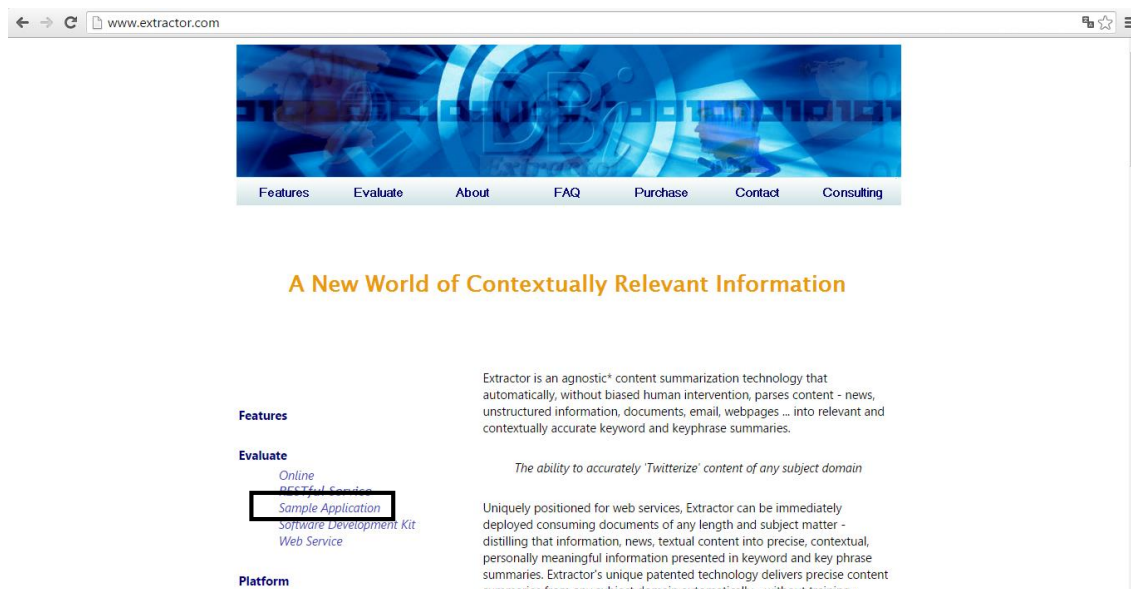 www.extractor.com
DBi
Extractor
Features Evaluate About FAQ Purchase Contact Consulting
A New World of Contextually Relevant Information
Extractor is an agnostic* content summarization technology that
automatically, without biased human intervention, parses content - news,
unstructured information, documents, email, webpages ... into relevant and
contextually accurate keyword and keyphrase summaries.
The ability to accurately 'Twitterize' content of any subject domain
Uniquely positioned for web services, Extractor can be immediately
deployed consuming documents of any length and subject matter -
distilling that information, news, textual content into precise, contextual,
personally meaningful information presented in keyword and key phrase
summaries. Extractor's unique patented technology delivers precise content
Features
Evaluate
Online
RESTful Service
Sample Application
Software Development Kit
Web Service
Platform